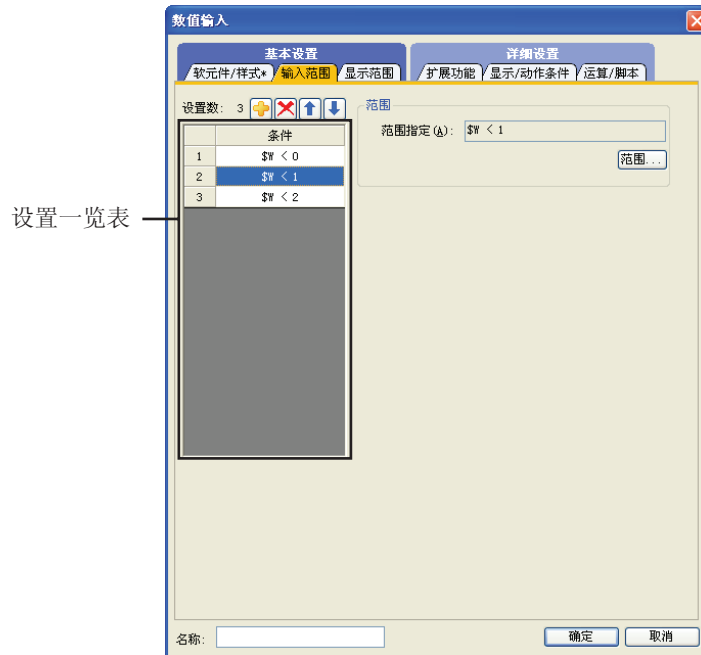 数值输入
基本设置 详细设置
软元件/样式* 输入范围 显示范围 扩展功能 显示/动作条件 运算/脚本
设置数: 3
条件
1 $W < 0
2 $W < 1
3 $W < 2
范围
范围指定(A): $W < 1
范围...
设置一览表
名称:
确定 取消